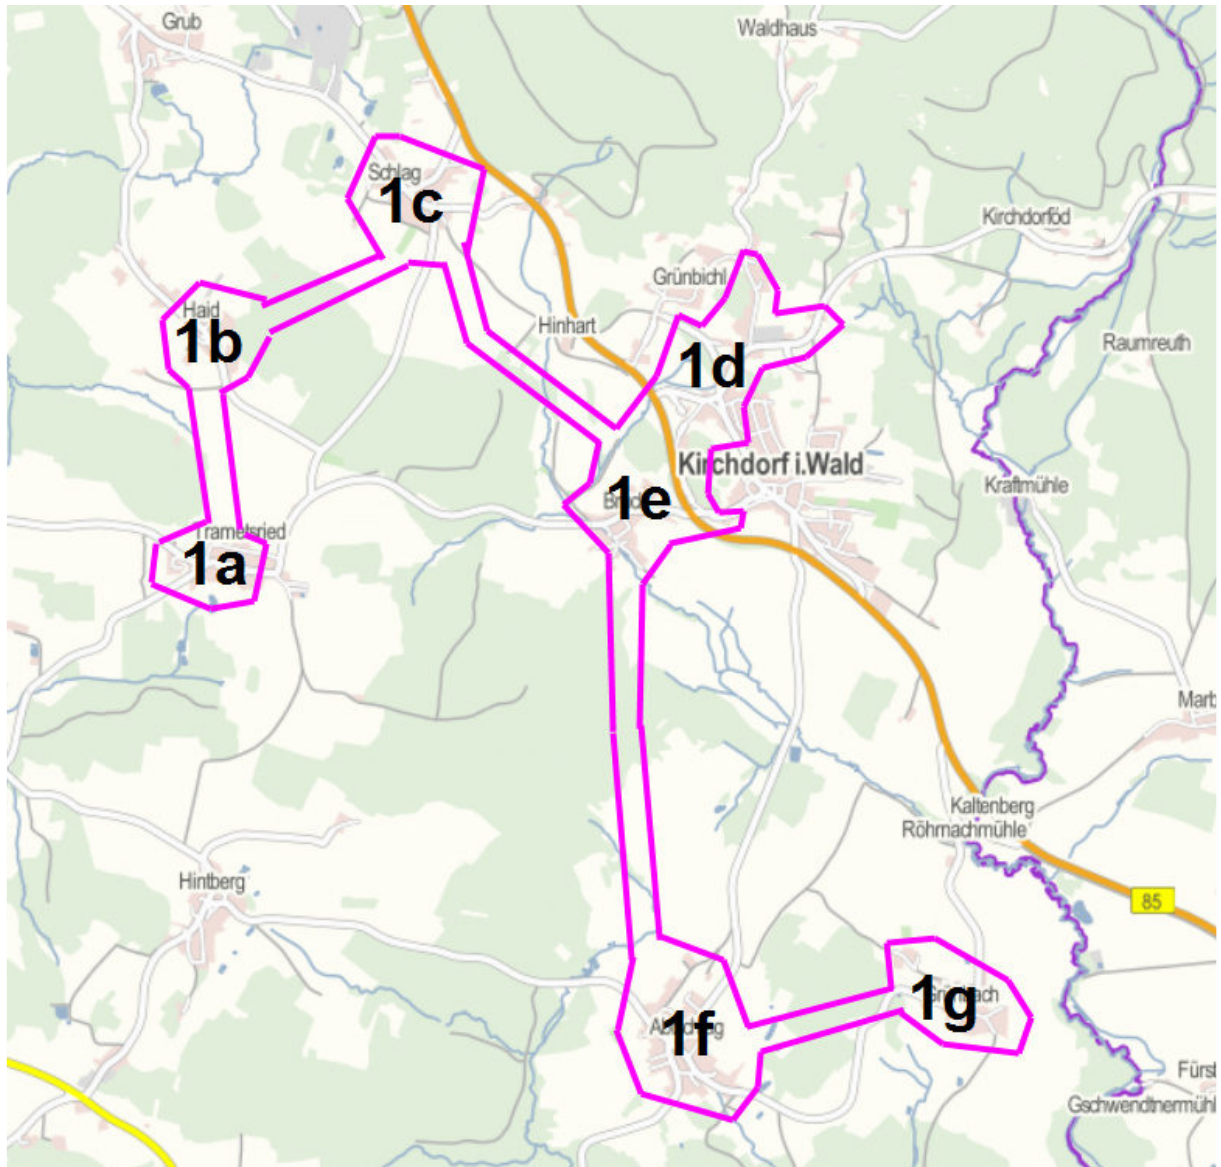 Grub
Waldhaus
Schlag
1c
Kirchdorföd
Grünbichl
Haid
1b
Hinhart
Raumreuth
1d
Kirchdorf i.Wald
Kraftmühle
1e
Trametsried
1a
Marb
Kaltenberg
Röhrnachmühle
Hintberg
85
1g
1f
Fürst
Gschwendtnermühl